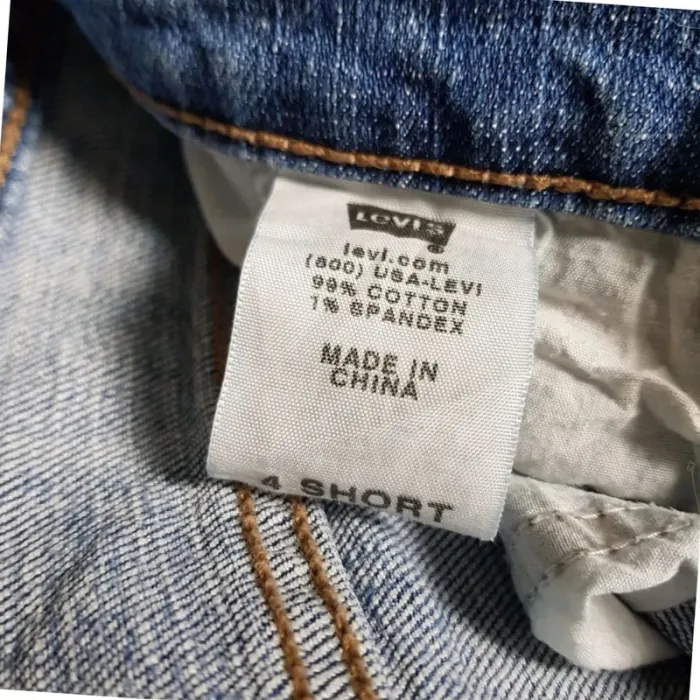 Levi's
®
levi.com
(800) USA-LEVI
99% COTTON
1% SPANDEX
MADE IN
CHINA
4 SHORT